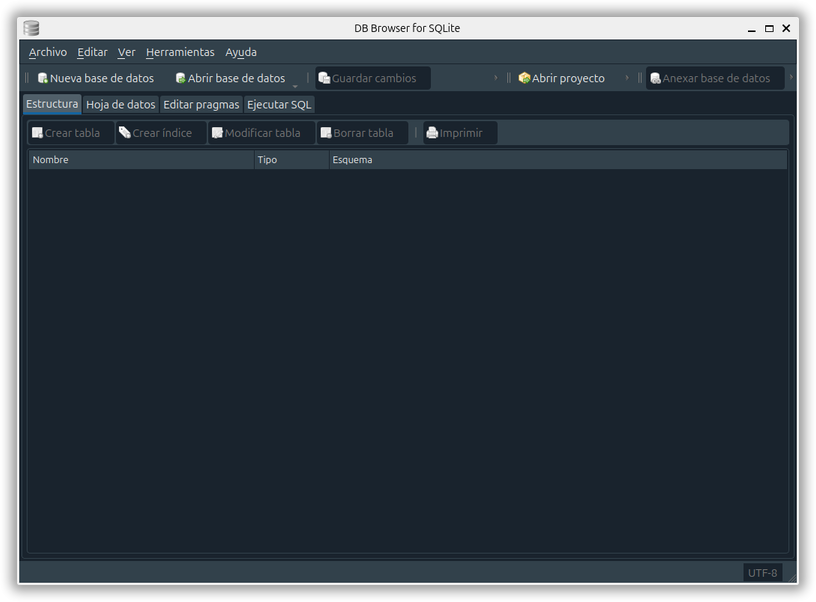 DB Browser for SQLite
Archivo Editar Ver Herramientas Ayuda
Nueva base de datos Abrir base de datos Guardar cambios Abrir proyecto Anexar base de datos
Estructura Hoja de datos Editar pragmas Ejecutar SQL
Crear tabla Crear índice Modificar tabla Borrar tabla Imprimir
Nombre Tipo Esquema
UTF-8